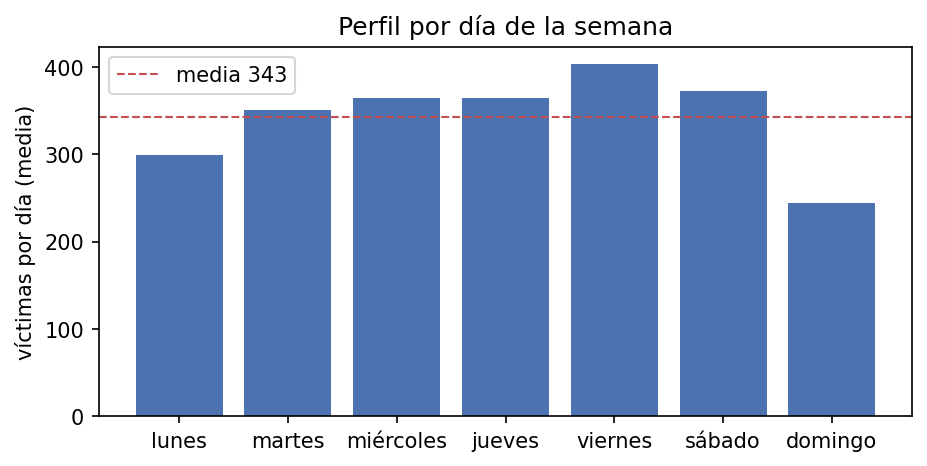 Perfil por día de la semana
media 343
víctimas por día (media)
400
300
200
100
0
lunes martes miércoles jueves viernes sábado domingo